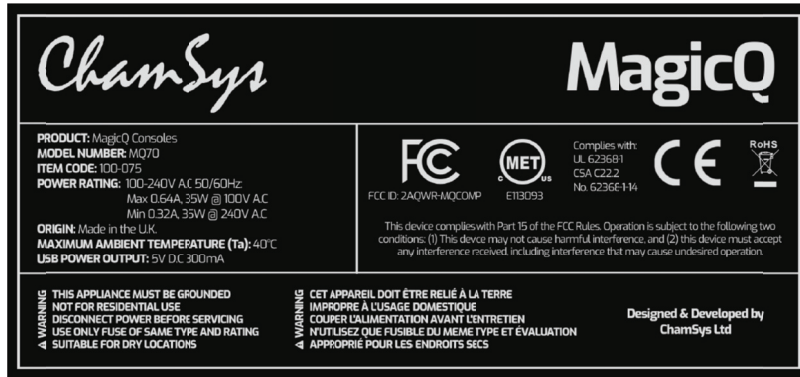 ChamSys
MagicQ
PRODUCT: MagicQ Consoles
MODEL NUMBER: MQ70
ITEM CODE: 100-075
POWER RATING: 100-240V A.C 50/60Hz
Max 0.64A, 35W @ 100V A.C
Min 0.32A, 35W @ 240V A.C
ORIGIN: Made in the U.K.
MAXIMUM AMBIENT TEMPERATURE (Ta): 40°C
USB POWER OUTPUT: 5V D.C 300mA
FC
FCC ID: 2AQWR-MQCOMP
c MET US
E113093
Complies with:
UL 62368-1
CSA C22.2
No. 62368-1-14
CE
RoHS
This device complies with Part 15 of the FCC Rules. Operation is subject to the following two
conditions: (1) This device may not cause harmful interference, and (2) this device must accept
any interference received, including interference that may cause undesired operation.
WARNING
THIS APPLIANCE MUST BE GROUNDED
NOT FOR RESIDENTIAL USE
DISCONNECT POWER BEFORE SERVICING
USE ONLY FUSE OF SAME TYPE AND RATING
SUITABLE FOR DRY LOCATIONS
WARNING
CET APPAREIL DOIT ÊTRE RELIÉ À LA TERRE
IMPROPRE À L'USAGE DOMESTIQUE
COUPER L'ALIMENTATION AVANT L'ENTRETIEN
N'UTILISEZ QUE FUSIBLE DU MEME TYPE ET ÉVALUATION
APPROPRIÉ POUR LES ENDROITS SECS
Designed & Developed by
ChamSys Ltd